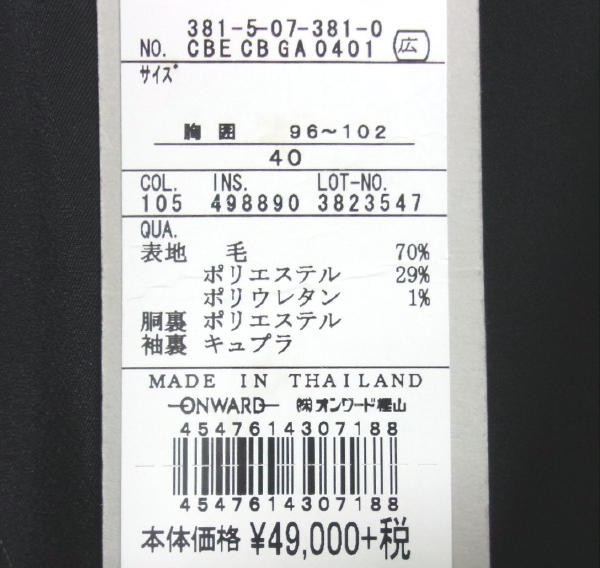 381-5-07-381-0
NO. CBE CB GA 0401 広
サイズ
胸囲 96〜102
40
COL. INS. LOT-NO.
105 498890 3823547
QUA.
表地 毛 70%
ポリエステル 29%
ポリウレタン 1%
胴裏 ポリエステル
袖裏 キュプラ
MADE IN THAILAND
ONWARD ㈱オンワード樫山
4547614307188
4547614307188
本体価格 ¥49,000+税